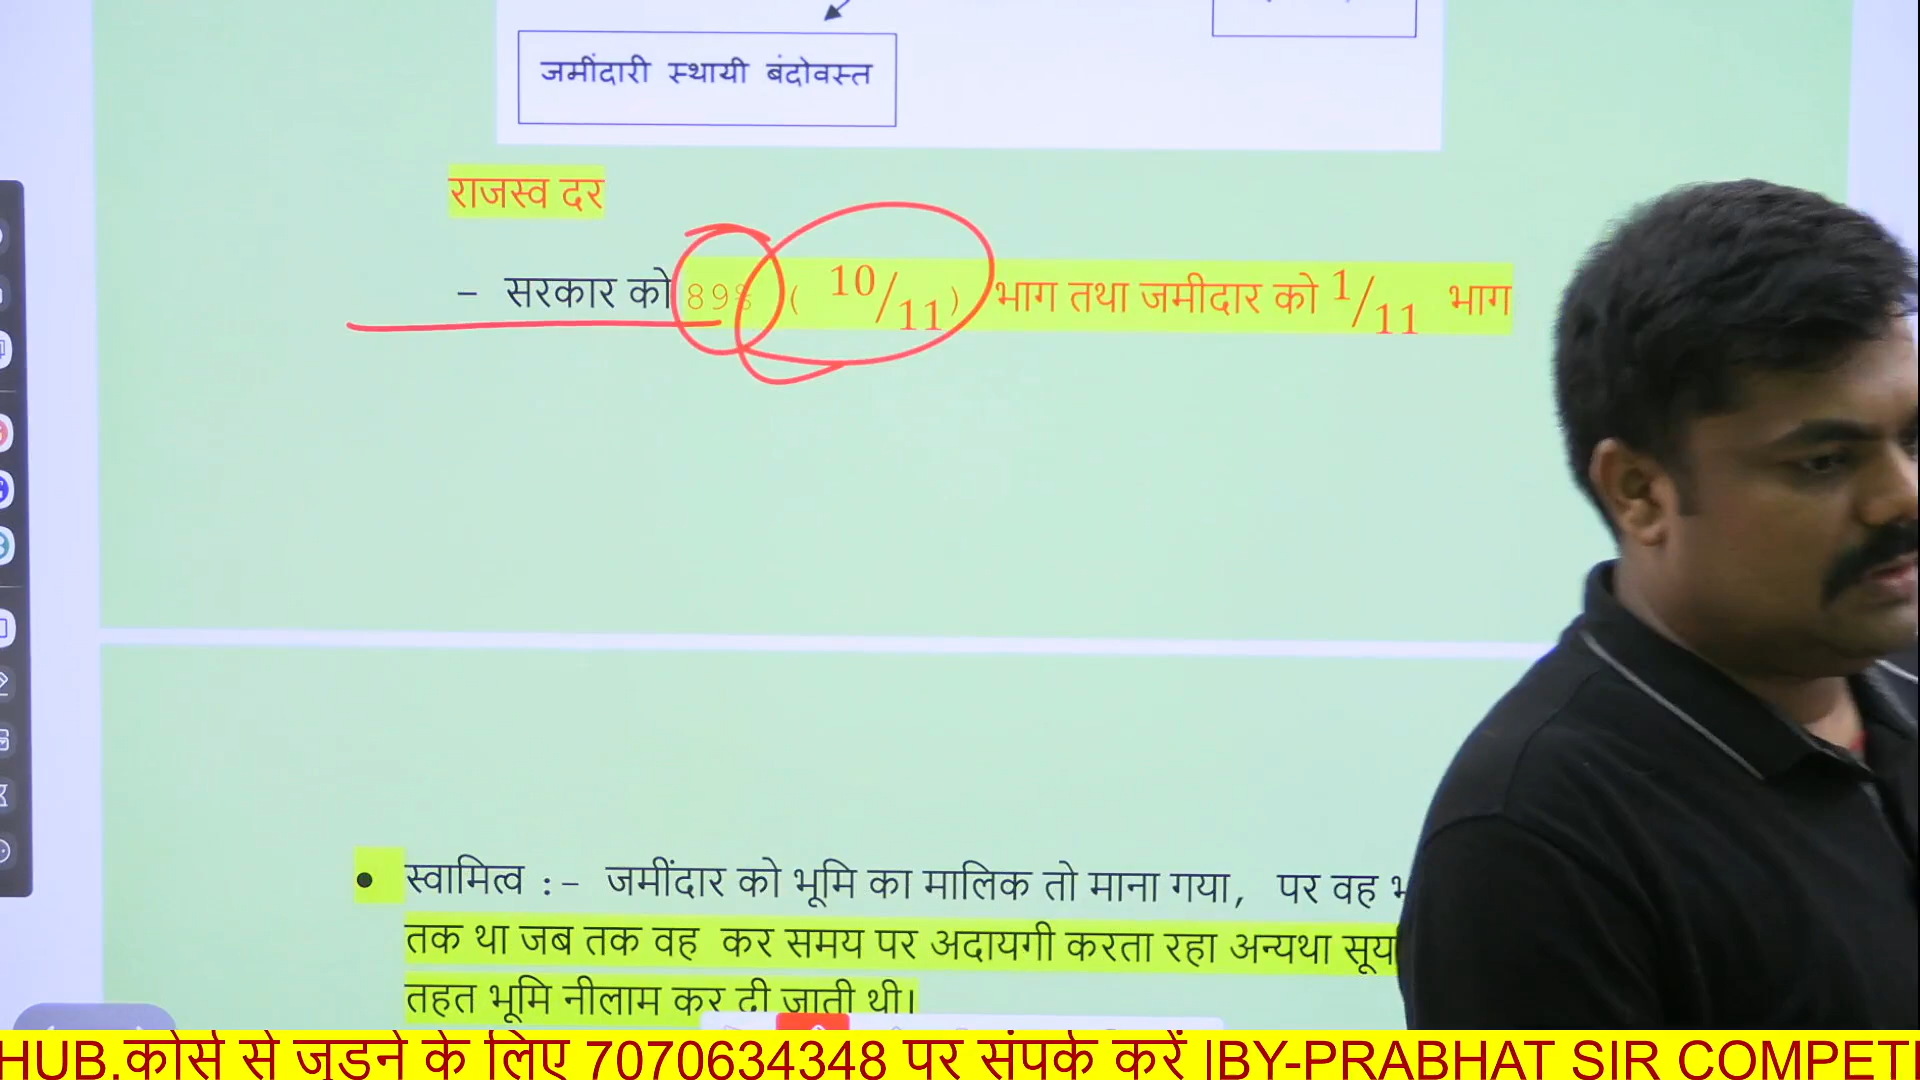 जमींदारी स्थायी बंदोवस्त
राजस्व दर
- सरकार को 89% ( 10/11) भाग तथा जमीदार को 1/11 भाग
• स्वामित्व :- जमींदार को भूमि का मालिक तो माना गया, पर वह
तक था जब तक वह कर समय पर अदायगी करता रहा अन्यथा
तहत भूमि नीलाम कर दी जाती थी।
HUB.कोर्स से जुड़ने के लिए 7070634348 पर संपर्क करें |BY-PRABHAT SIR COMPETI